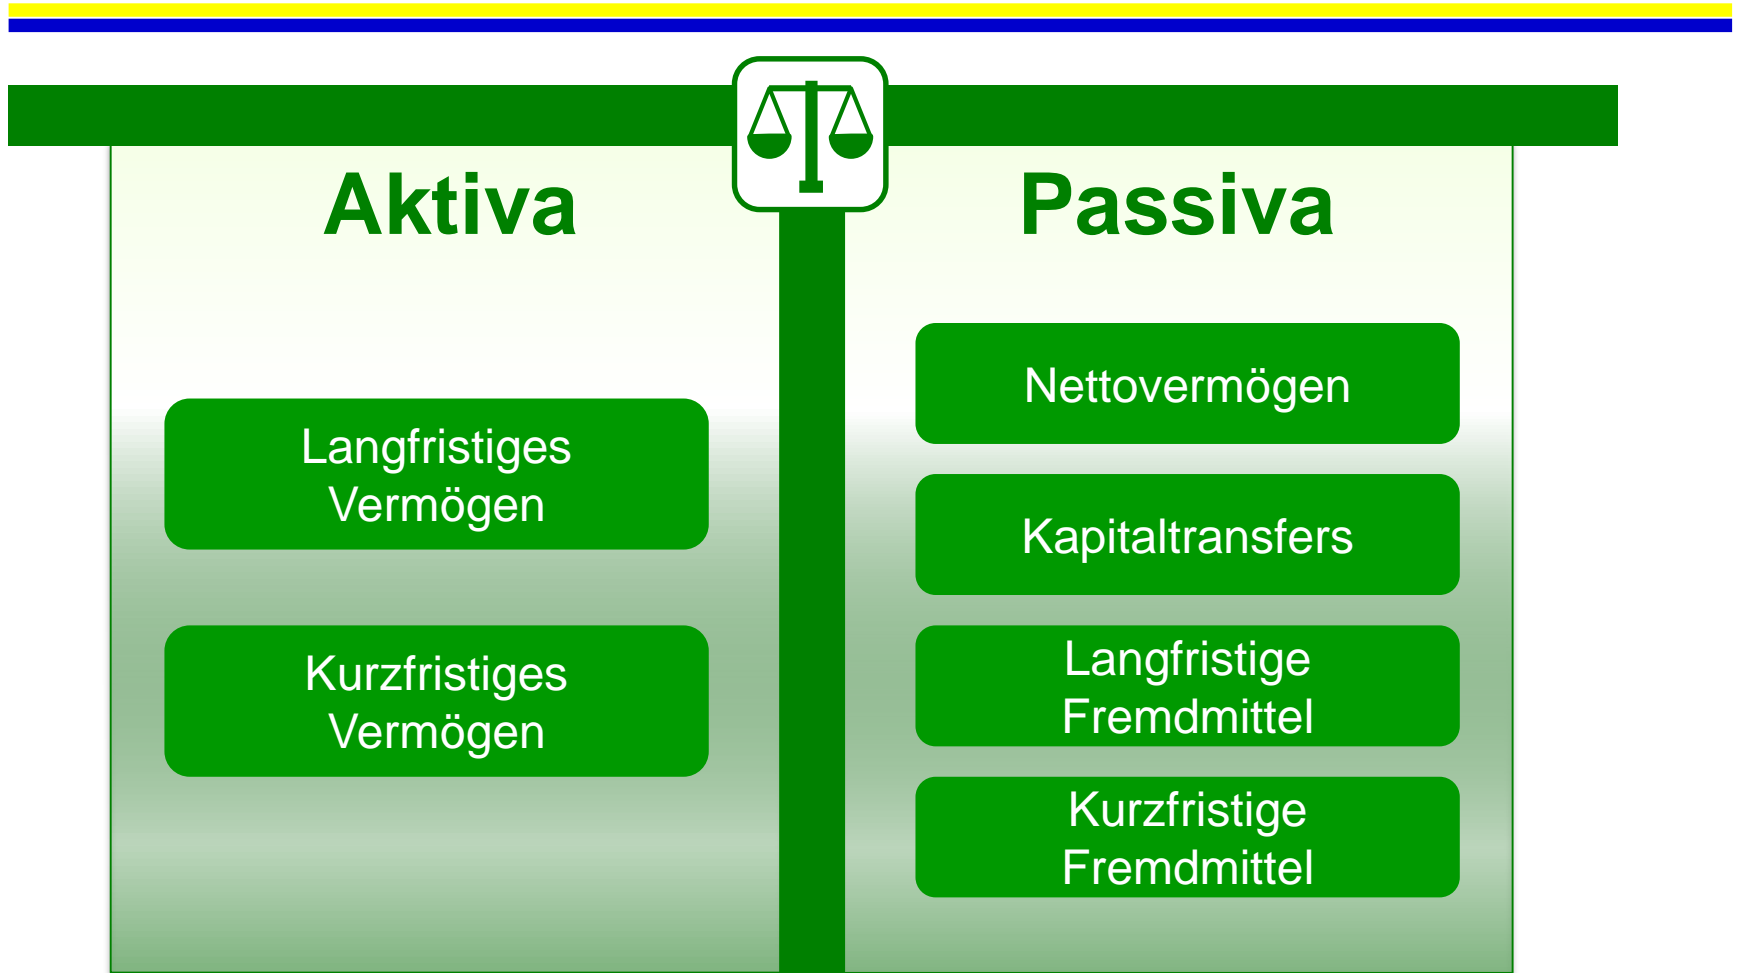 Aktiva
Langfristiges
Vermögen
Kurzfristiges
Vermögen
Passiva
Nettovermögen
Kapitaltransfers
Langfristige
Fremdmittel
Kurzfristige
Fremdmittel